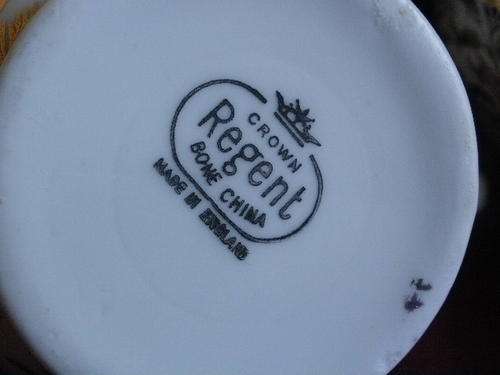 CROWN
Regent
BONE CHINA
MADE IN ENGLAND